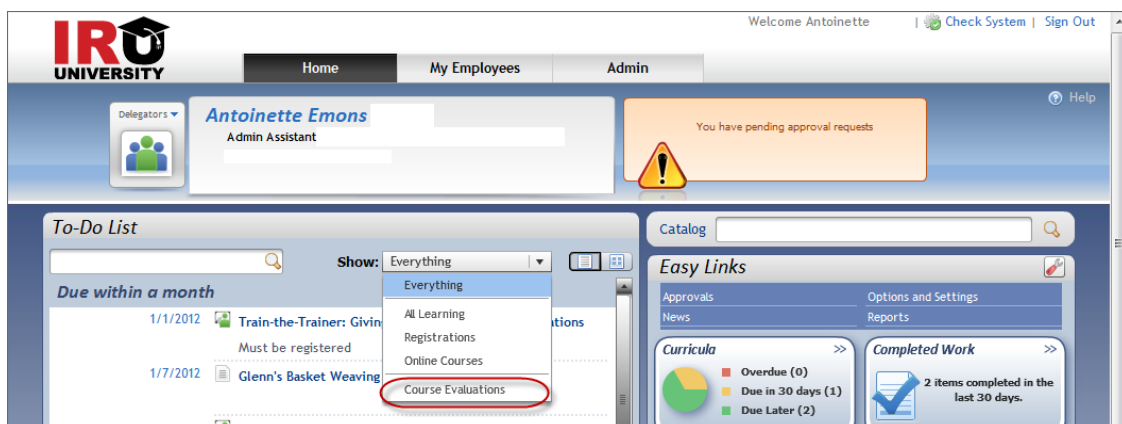 Welcome Antoinette | Check System | Sign Out
IRU
UNIVERSITY
Home My Employees Admin
Help
Delegators
Antoinette Emons
Admin Assistant
You have pending approval requests
To-Do List
Show: Everything
Everything
All Learning
Registrations
Online Courses
Course Evaluations
Due within a month
1/1/2012 Train-the-Trainer: Givin
Must be registered
1/7/2012 Glenn's Basket Weaving
Catalog
Easy Links
Approvals Options and Settings
News Reports
Curricula >>
Overdue (0)
Due in 30 days (1)
Due Later (2)
Completed Work >>
2 items completed in the
last 30 days.